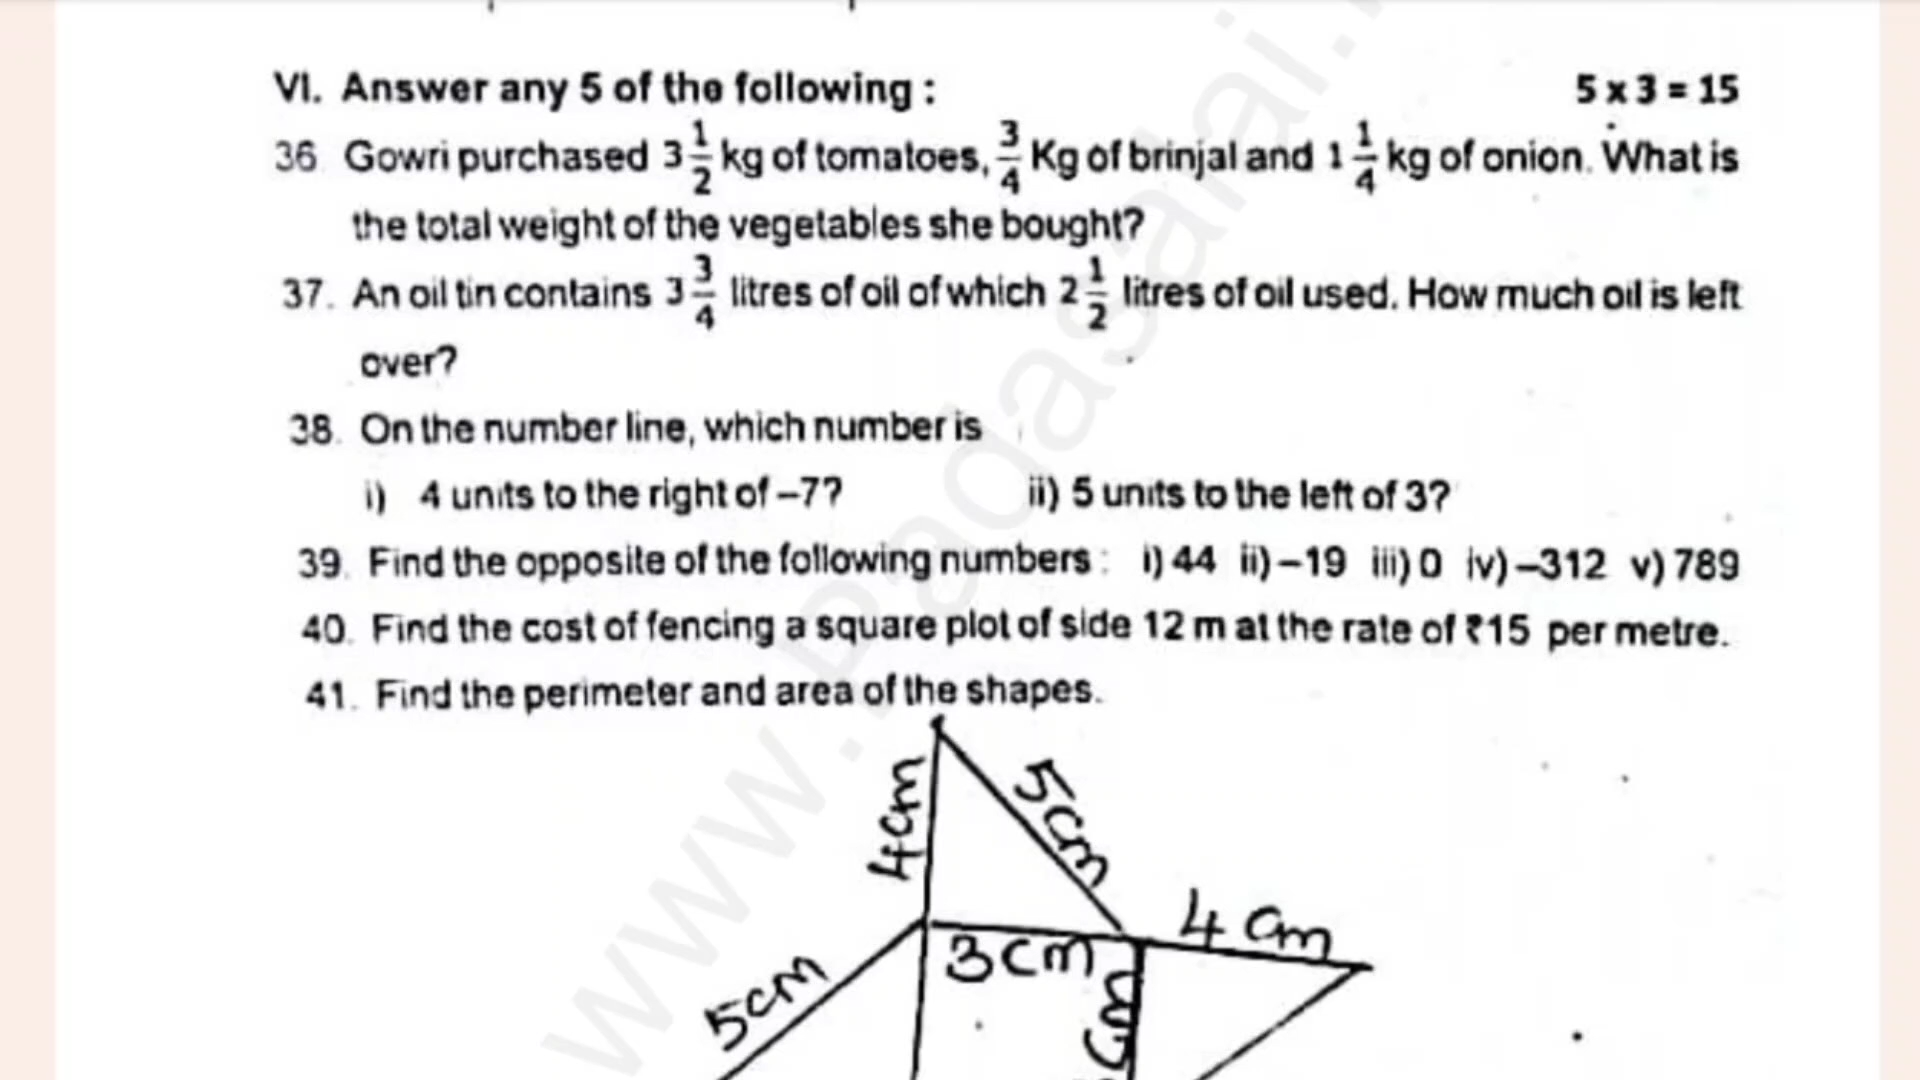 VI. Answer any 5 of the following : 5 x 3 = 15
36. Gowri purchased 3 1/2 kg of tomatoes, 3/4 Kg of brinjal and 1 1/4 kg of onion. What is
the total weight of the vegetables she bought?
37. An oil tin contains 3 3/4 litres of oil of which 2 1/2 litres of oil used. How much oil is left
over?
38. On the number line, which number is
i) 4 units to the right of –7? ii) 5 units to the left of 3?
39. Find the opposite of the following numbers : i) 44 ii) –19 iii) 0 iv) –312 v) 789
40. Find the cost of fencing a square plot of side 12 m at the rate of ₹15 per metre.
41. Find the perimeter and area of the shapes.
4cm
5cm
4 cm
3cm
5cm
www.Padasalai.